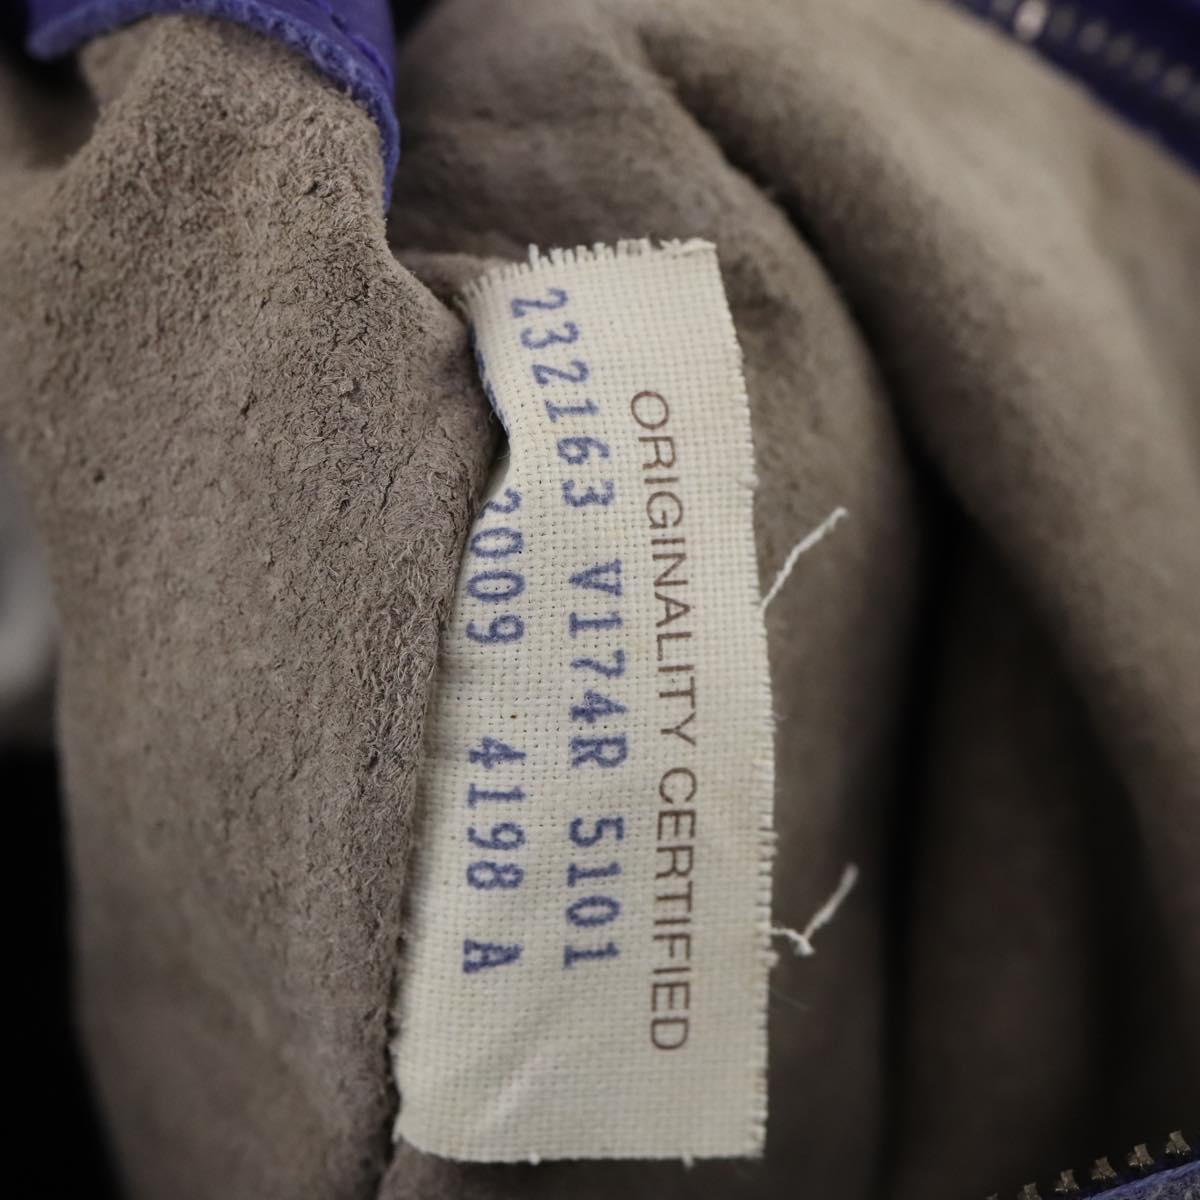 ORIGINALITY CERTIFIED
232163 V174R 5101
2009 4198 A